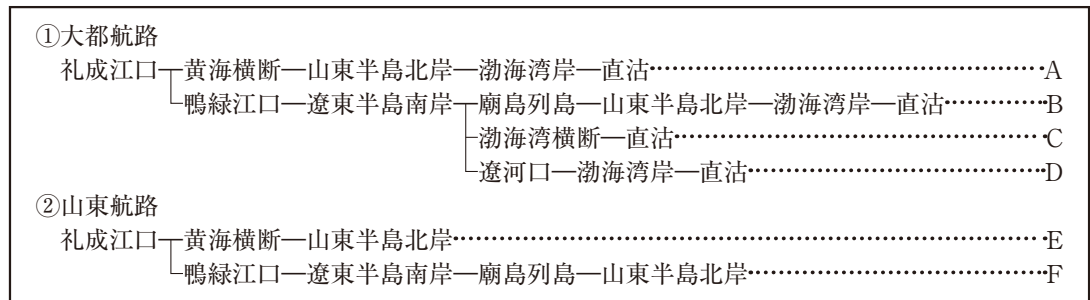 ①大都航路
礼成江口┬黄海横断―山東半島北岸―渤海湾岸―直沽……………………………………A
└鴨緑江口―遼東半島南岸┬廟島列島―山東半島北岸―渤海湾岸―直沽…………B
├渤海湾横断―直沽……………………………………C
└遼河口―渤海湾岸―直沽……………………………D
②山東航路
礼成江口┬黄海横断―山東半島北岸……………………………………………………………E
└鴨緑江口―遼東半島南岸―廟島列島―山東半島北岸……………………………F